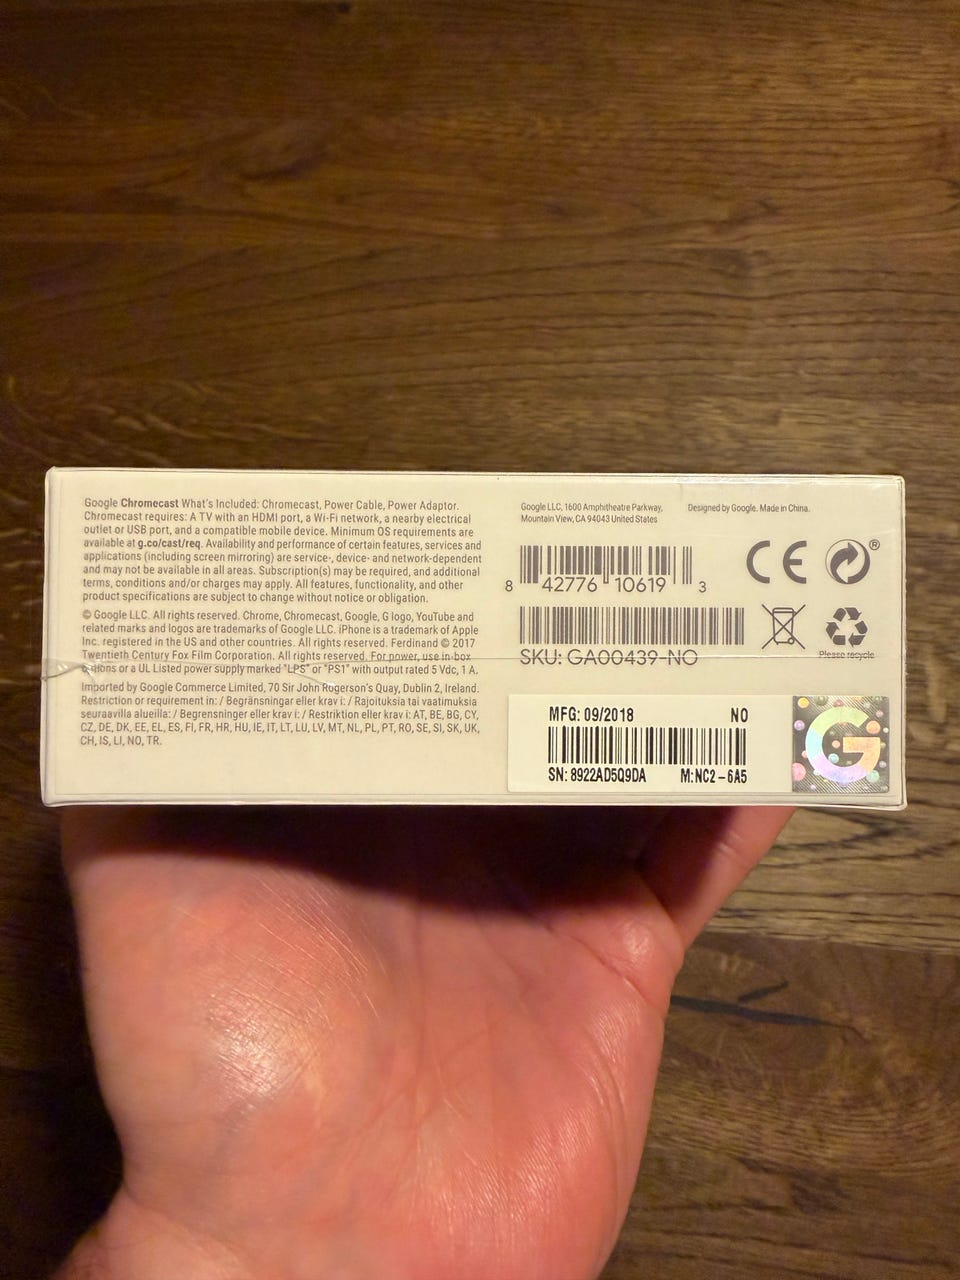 Google Chromecast What's Included: Chromecast, Power Cable, Power Adaptor.
Chromecast requires: A TV with an HDMI port, a Wi-Fi network, a nearby electrical
outlet or USB port, and a compatible mobile device. Minimum OS requirements are
available at g.co/cast/req. Availability and performance of certain features, services and
applications (including screen mirroring) are service-, device- and network-dependent
and may not be available in all areas. Subscription(s) may be required, and additional
terms, conditions and/or charges may apply. All features, functionality, and other
product specifications are subject to change without notice or obligation.
© Google LLC. All rights reserved. Chrome, Chromecast, Google, G logo, YouTube and
related marks and logos are trademarks of Google LLC. iPhone is a trademark of Apple
Inc. registered in the US and other countries. All rights reserved. Ferdinand © 2017
Twentieth Century Fox Film Corporation. All rights reserved. For power, use in-box
or a UL Listed power supply marked "LPS" or "PS1" with output rated 5 Vdc, 1 A.
Imported by Google Commerce Limited, 70 Sir John Rogerson's Quay, Dublin 2, Ireland.
Restriction or requirement in: / Begränsningar eller krav i: / Rajoituksia tai vaatimuksia
seuraavilla alueilla: / Begrensninger eller krav i: / Restriktion eller krav i: AT, BE, BG, CY,
CZ, DE, DK, EE, EL, ES, FI, FR, HR, HU, IE, IT, LT, LU, LV, MT, NL, PL, PT, RO, SE, SI, SK, UK,
CH, IS, LI, NO, TR.
Google LLC, 1600 Amphitheatre Parkway,
Mountain View, CA 94043 United States
Designed by Google. Made in China.
8 42776 10619 3
CE
®
SKU: GA00439-NO
Please recycle
MFG: 09/2018 NO
SN: 8922AD5Q9DA M:NC2-6A5
G